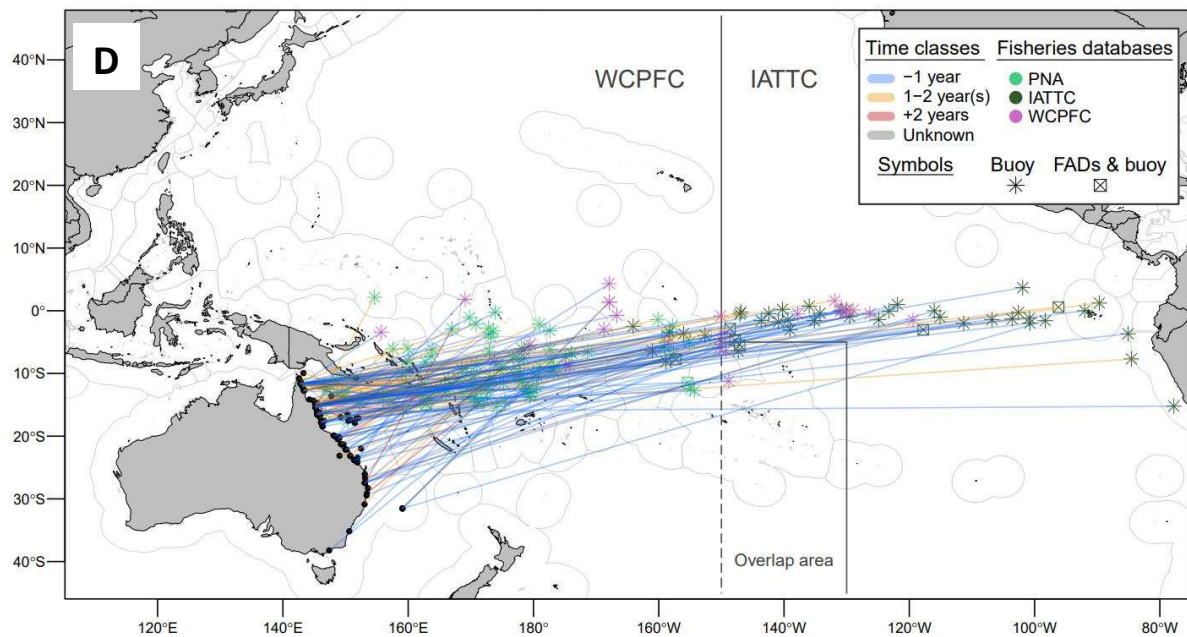 D
WCPFC
IATTC
Time classes
Fisheries databases
−1 year
PNA
1−2 year(s)
IATTC
+2 years
WCPFC
Unknown
Symbols
Buoy
FADs & buoy
40°N
30°N
20°N
10°N
0°
10°S
20°S
30°S
40°S
Overlap area
120°E
140°E
160°E
180°
160°W
140°W
120°W
100°W
80°W